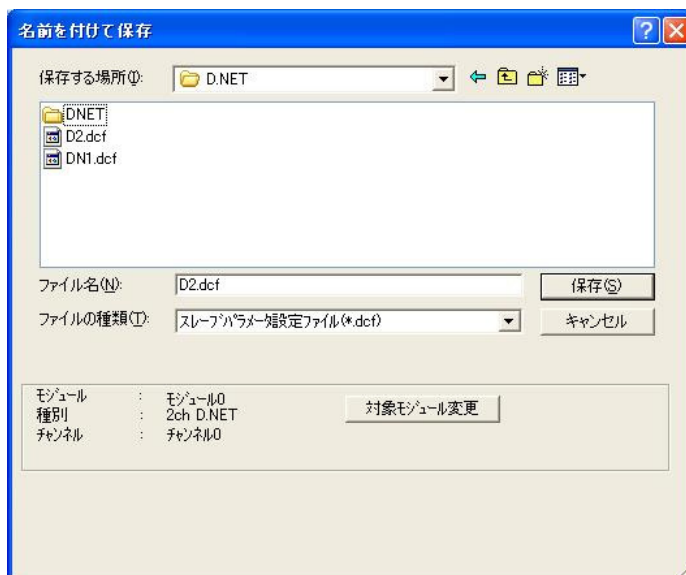 名前を付けて保存
保存する場所(I):
D.NET
DNET
D2.dcf
DN1.dcf
ファイル名(N):
D2.dcf
保存(S)
ファイルの種類(T):
スレーブパラメータ設定ファイル(*.dcf)
キャンセル
モジュール : モジュール0
種別 : 2ch D.NET
チャンネル : チャンネル0
対象モジュール変更